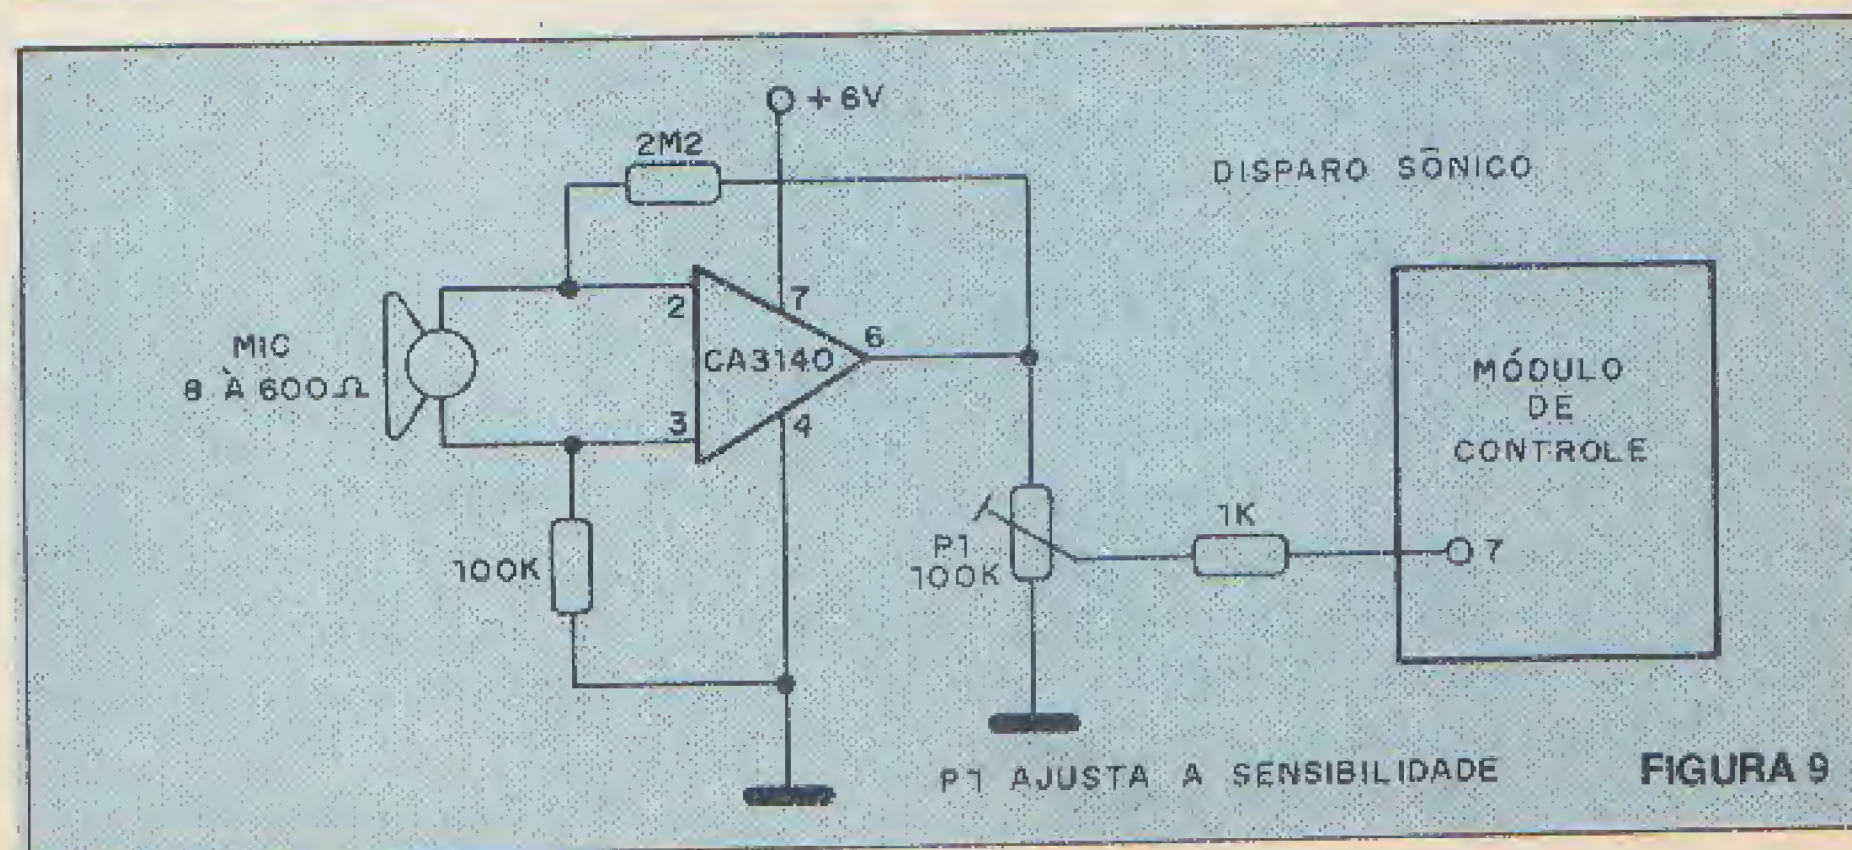 +6V
2M2
DISPARO SÔNICO
7
2
MIC
8 À 600Ω
CA3140
6
MÓDULO
DE
CONTROLE
3
4
1K
P1
100K
7
100K
P1 AJUSTA A SENSIBILIDADE
FIGURA 9